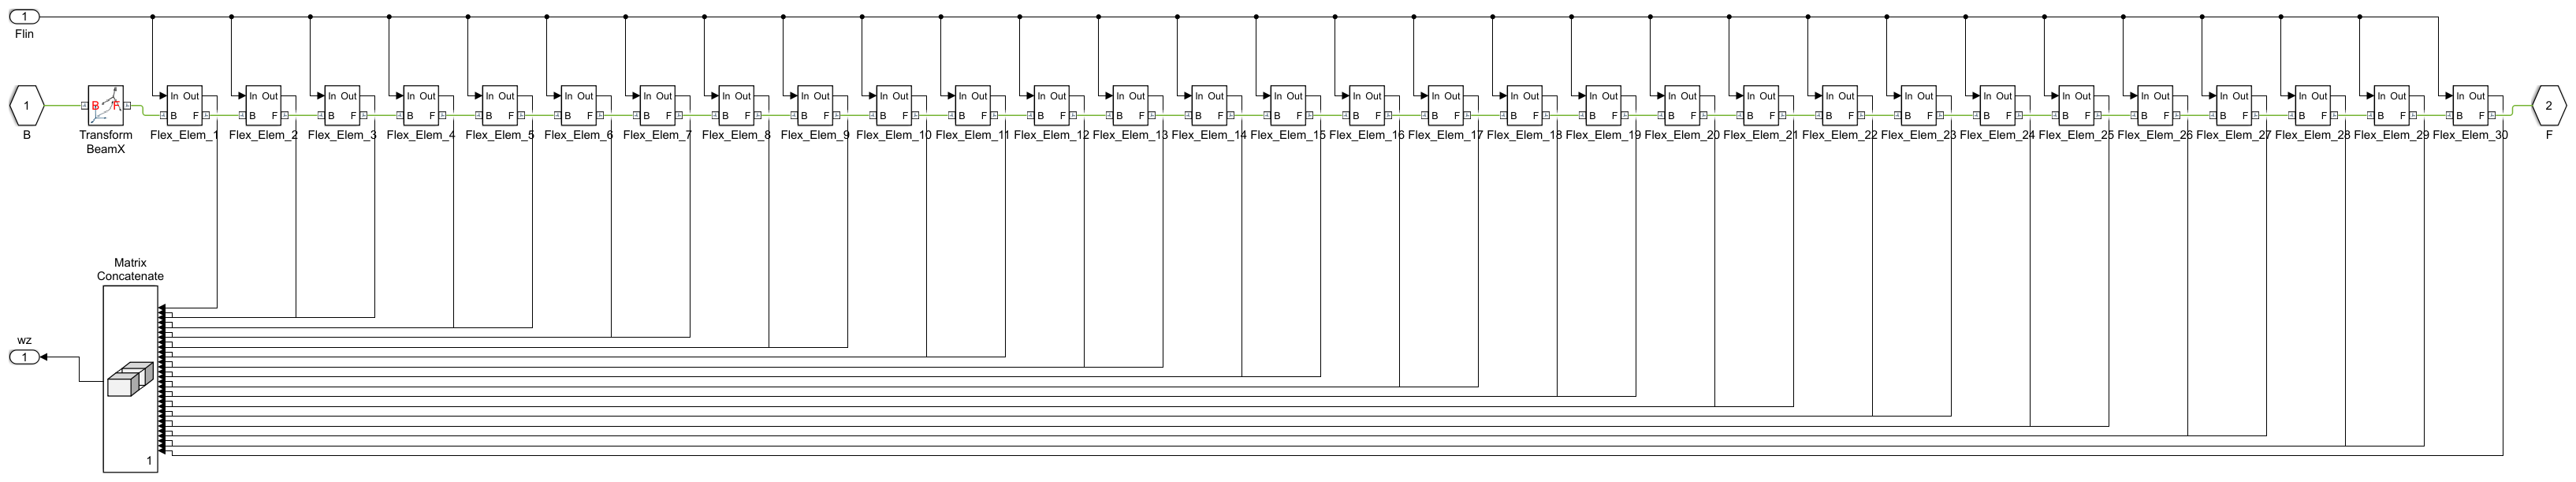 1
Flin
In Out In Out In Out In Out In Out In Out In Out In Out In Out In Out In Out In Out In Out In Out In Out In Out In Out In Out In Out In Out In Out In Out In Out In Out In Out In Out In Out In Out In Out In Out
1 B F B F B F B F B F B F B F B F B F B F B F B F B F B F B F B F B F B F B F B F B F B F B F B F B F B F B F B F B F B F B F 2
B Transform Flex_Elem_1 Flex_Elem_2 Flex_Elem_3 Flex_Elem_4 Flex_Elem_5 Flex_Elem_6 Flex_Elem_7 Flex_Elem_8 Flex_Elem_9 Flex_Elem_10 Flex_Elem_11 Flex_Elem_12 Flex_Elem_13 Flex_Elem_14 Flex_Elem_15 Flex_Elem_16 Flex_Elem_17 Flex_Elem_18 Flex_Elem_19 Flex_Elem_20 Flex_Elem_21 Flex_Elem_22 Flex_Elem_23 Flex_Elem_24 Flex_Elem_25 Flex_Elem_26 Flex_Elem_27 Flex_Elem_28 Flex_Elem_29 Flex_Elem_30 F
BeamX
Matrix
Concatenate
wz
1
1